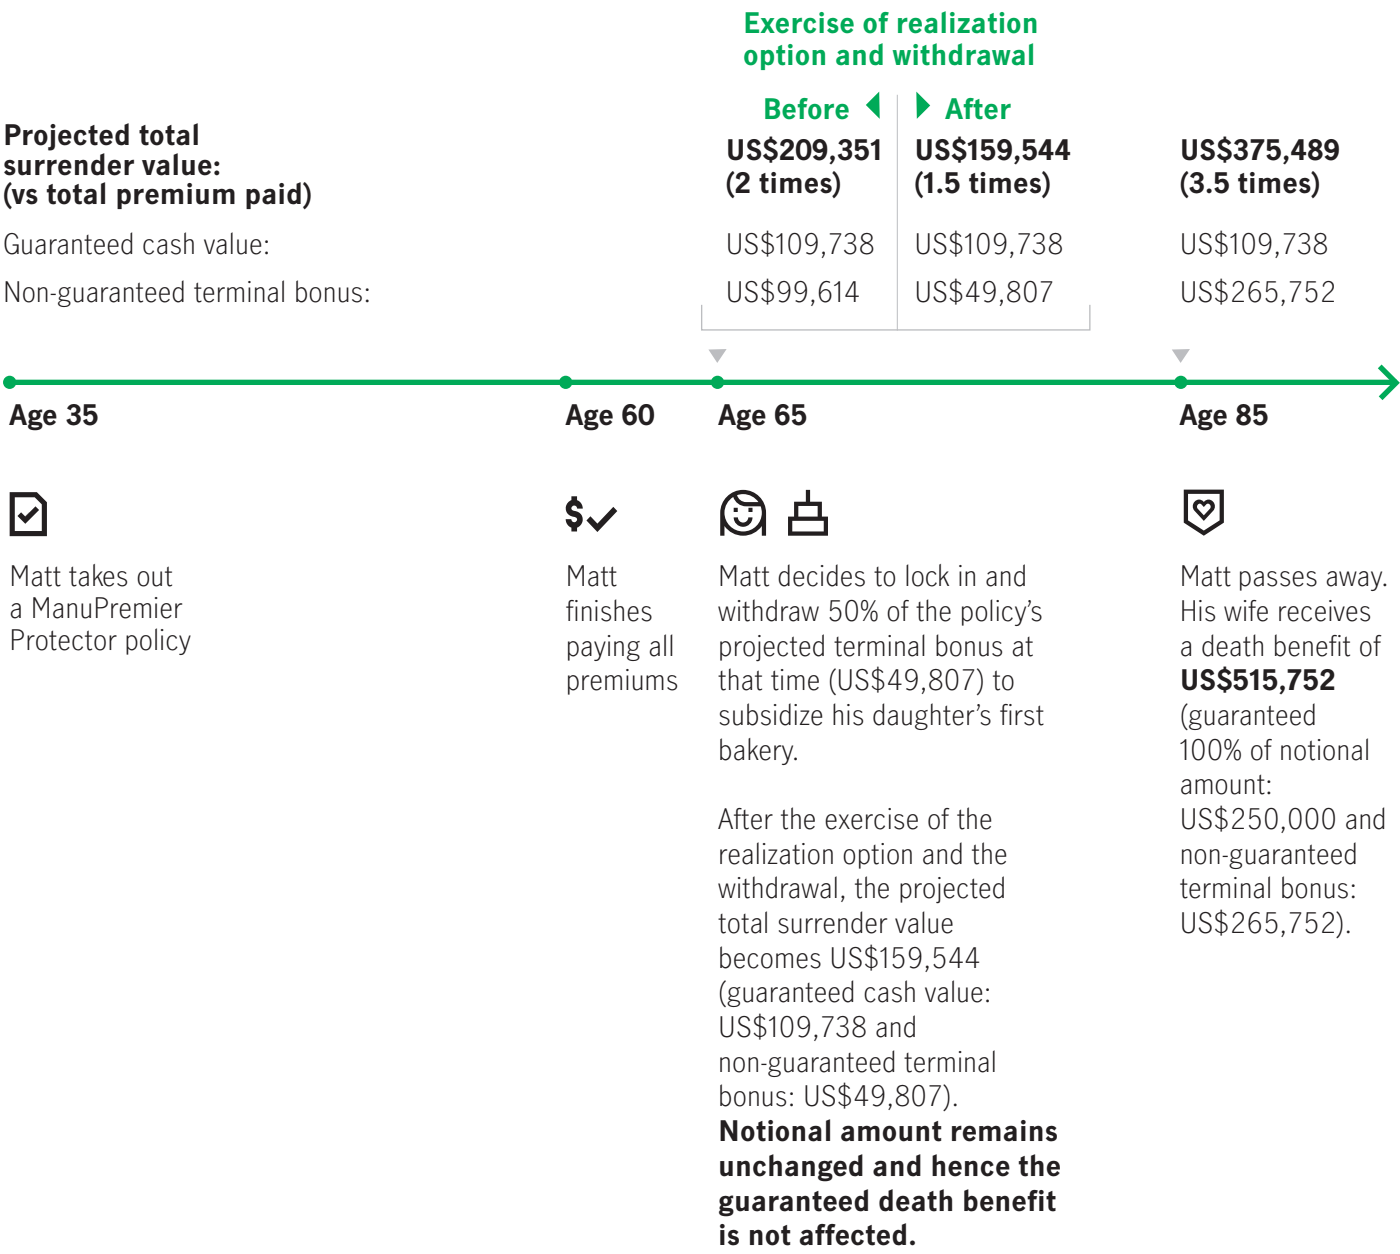 Exercise of realization
option and withdrawal
Before After
Projected total
surrender value:
(vs total premium paid)
US$209,351
(2 times)
US$159,544
(1.5 times)
US$375,489
(3.5 times)
Guaranteed cash value: US$109,738 US$109,738 US$109,738
Non-guaranteed terminal bonus: US$99,614 US$49,807 US$265,752
Age 35 Age 60 Age 65 Age 85
Matt takes out
a ManuPremier
Protector policy
$
Matt
finishes
paying all
premiums
Matt decides to lock in and
withdraw 50% of the policy’s
projected terminal bonus at
that time (US$49,807) to
subsidize his daughter’s first
bakery.
After the exercise of the
realization option and the
withdrawal, the projected
total surrender value
becomes US$159,544
(guaranteed cash value:
US$109,738 and
non-guaranteed terminal
bonus: US$49,807).
Notional amount remains
unchanged and hence the
guaranteed death benefit
is not affected.
Matt passes away.
His wife receives
a death benefit of
US$515,752
(guaranteed
100% of notional
amount:
US$250,000 and
non-guaranteed
terminal bonus:
US$265,752).